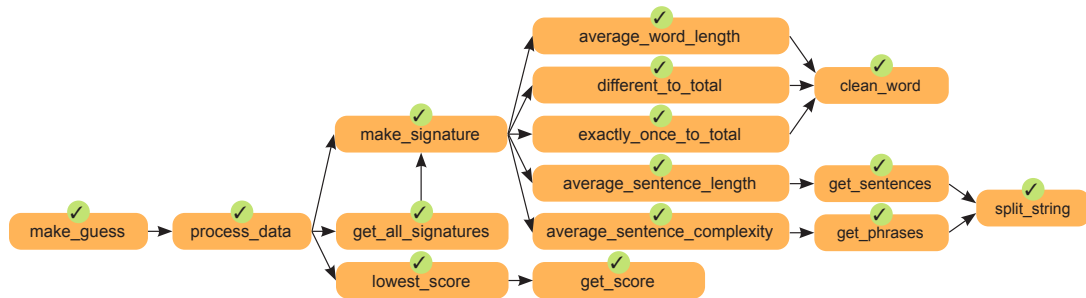 average_word_length
different_to_total
clean_word
make_signature
exactly_once_to_total
average_sentence_length
get_sentences
split_string
make_guess
process_data
get_all_signatures
average_sentence_complexity
get_phrases
lowest_score
get_score